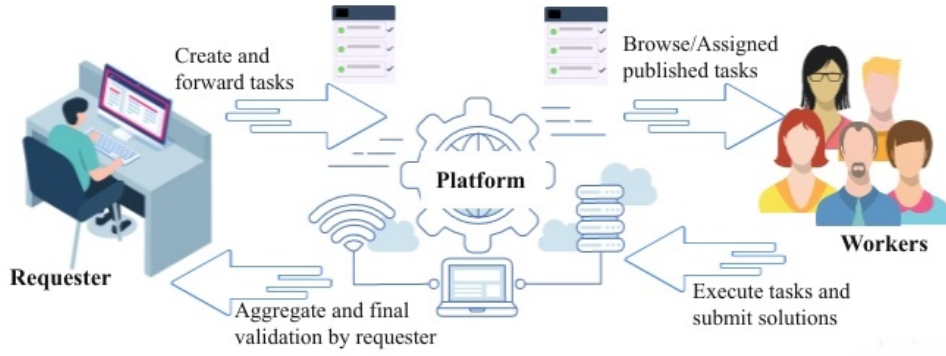 Create and
forward tasks
Browse/Assigned
published tasks
Platform
Requester
Workers
Aggregate and final
validation by requester
Execute tasks and
submit solutions